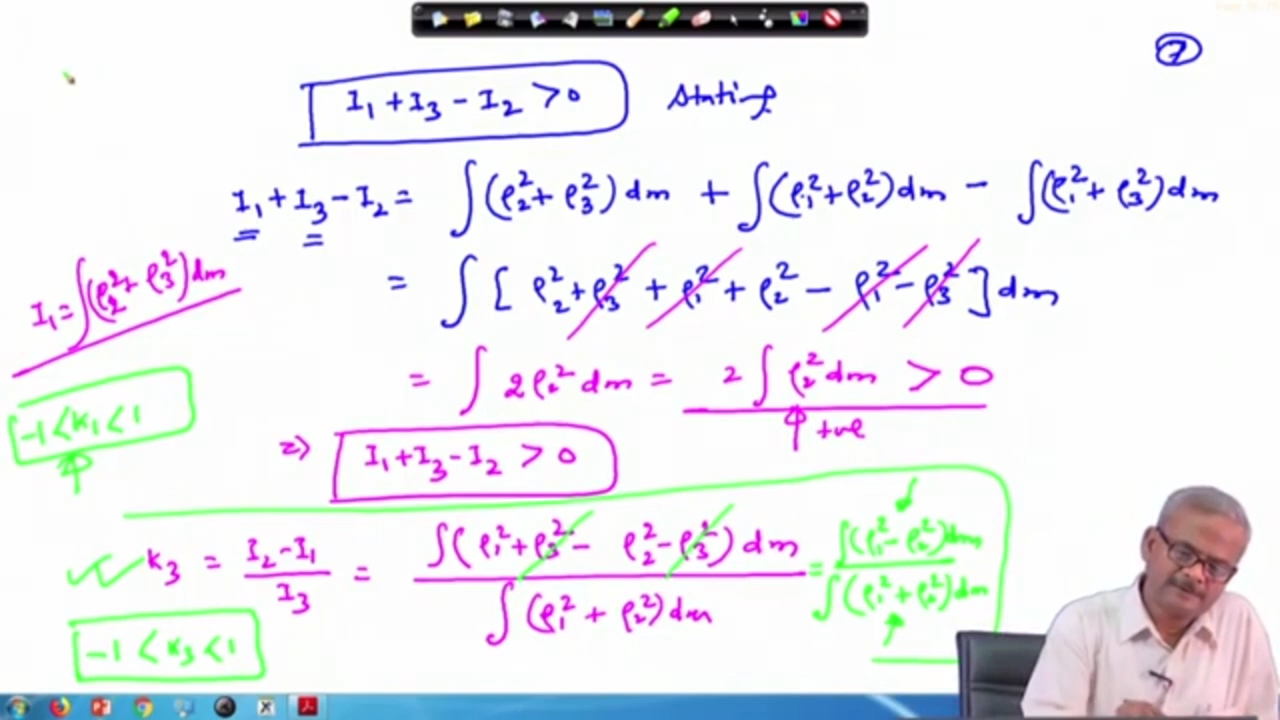 7
I₁ + I₃ - I₂ > 0
I₁ + I₃ - I₂ = ∫(ρ₂² + ρ₃²) dm + ∫(ρ₁² + ρ₂²) dm - ∫(ρ₁² + ρ₃²) dm
I₁ = ∫(ρ₂² + ρ₃²) dm
= ∫ [ρ₂² + ρ₃² + ρ₁² + ρ₂² - ρ₁² - ρ₃²] dm
= ∫ 2ρ₂² dm = 2∫ρ₂² dm > 0
+ve
-1 < K₁ < 1
=> I₁ + I₃ - I₂ > 0
K₃ = (I₂ - I₁)/I₃ = ∫(ρ₁² + ρ₃² - ρ₂² - ρ₃²) dm / ∫(ρ₁² + ρ₂²) dm = ∫(ρ₁² - ρ₂²) dm / ∫(ρ₁² + ρ₂²) dm
-1 < K₃ < 1